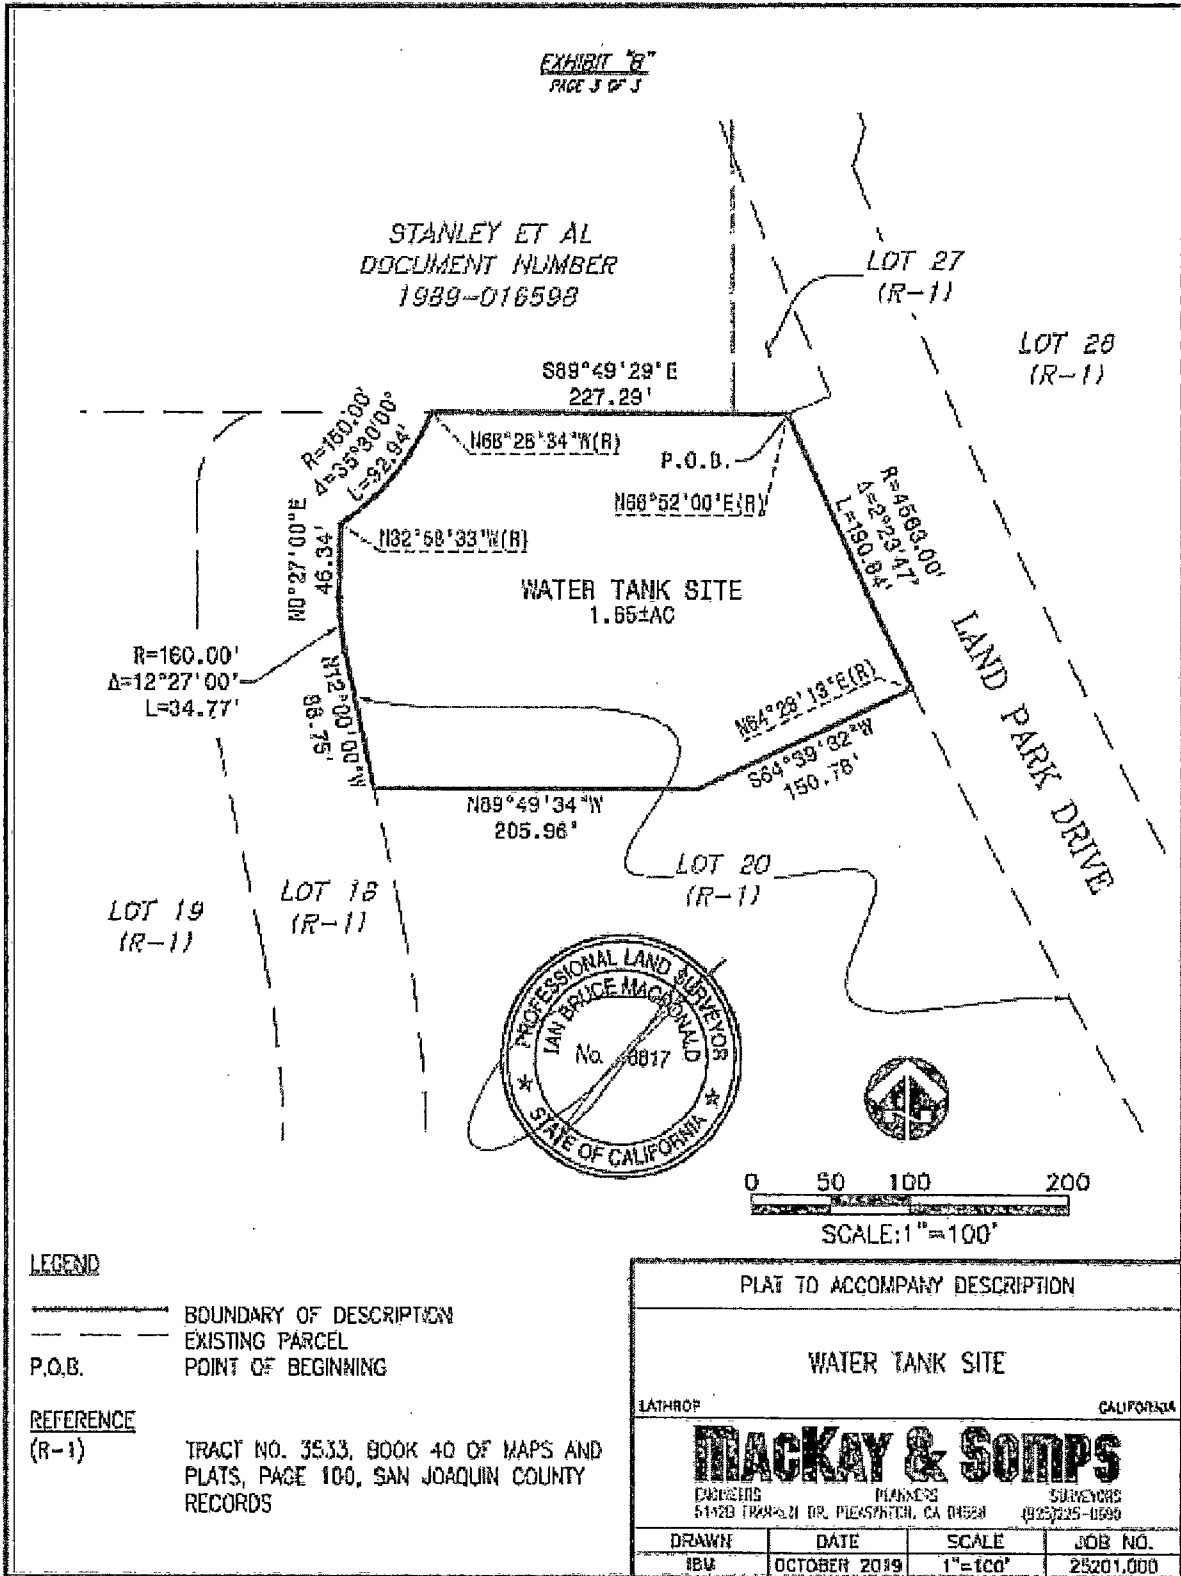 EXHIBIT "B"
PAGE 3 OF 3
STANLEY ET AL
DOCUMENT NUMBER
1989-016598
LOT 27
(R-1)
LOT 28
(R-1)
S89°49'29"E
227.29'
R=150.00'
Δ=35°30'00"
L=92.94'
N68°28'34"W(R)
P.O.B.
N66°52'00"E(R)
N32°58'33"W(R)
N0°27'00"E
46.34'
R=4563.00'
Δ=2°23'47"
L=190.84'
WATER TANK SITE
1.65±AC
R=160.00'
Δ=12°27'00"
L=34.77'
N12°00'00"W
88.75'
N64°28'13"E(R)
S64°39'32"W
150.78'
LAND PARK DRIVE
N89°49'34"W
205.96'
LOT 20
(R-1)
LOT 19
(R-1)
LOT 18
(R-1)
PROFESSIONAL LAND SURVEYOR
IAN BRUCE MACDONALD
No. 8817
STATE OF CALIFORNIA
0 50 100 200
SCALE:1"=100'
LEGEND
BOUNDARY OF DESCRIPTION
EXISTING PARCEL
P.O.B. POINT OF BEGINNING
REFERENCE
(R-1) TRACT NO. 3533, BOOK 40 OF MAPS AND
PLATS, PAGE 100, SAN JOAQUIN COUNTY
RECORDS
PLAT TO ACCOMPANY DESCRIPTION
WATER TANK SITE
LATHROP CALIFORNIA
MACKAY & SOMPS
ENGINEERS PLANNERS SURVEYORS
DR, CA
DRAWN DATE SCALE JOB NO.
IBM OCTOBER 2019 1"=100' 25201.000